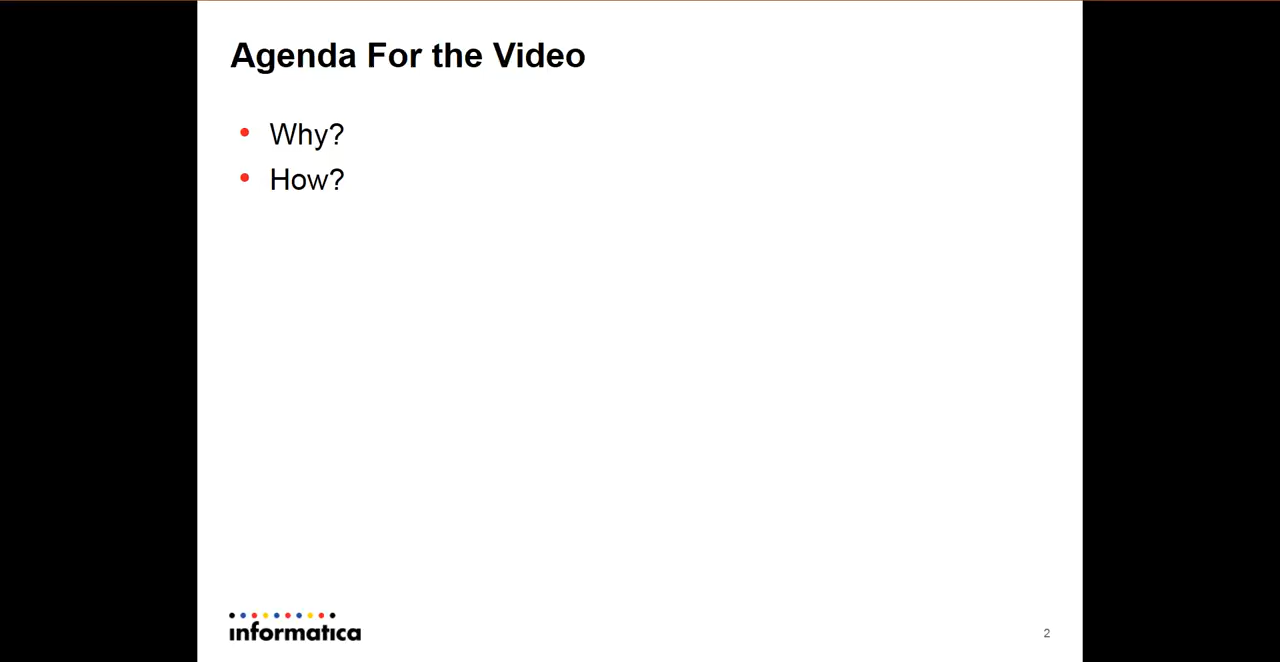 Agenda For the Video
• Why?
• How?
informatica
2